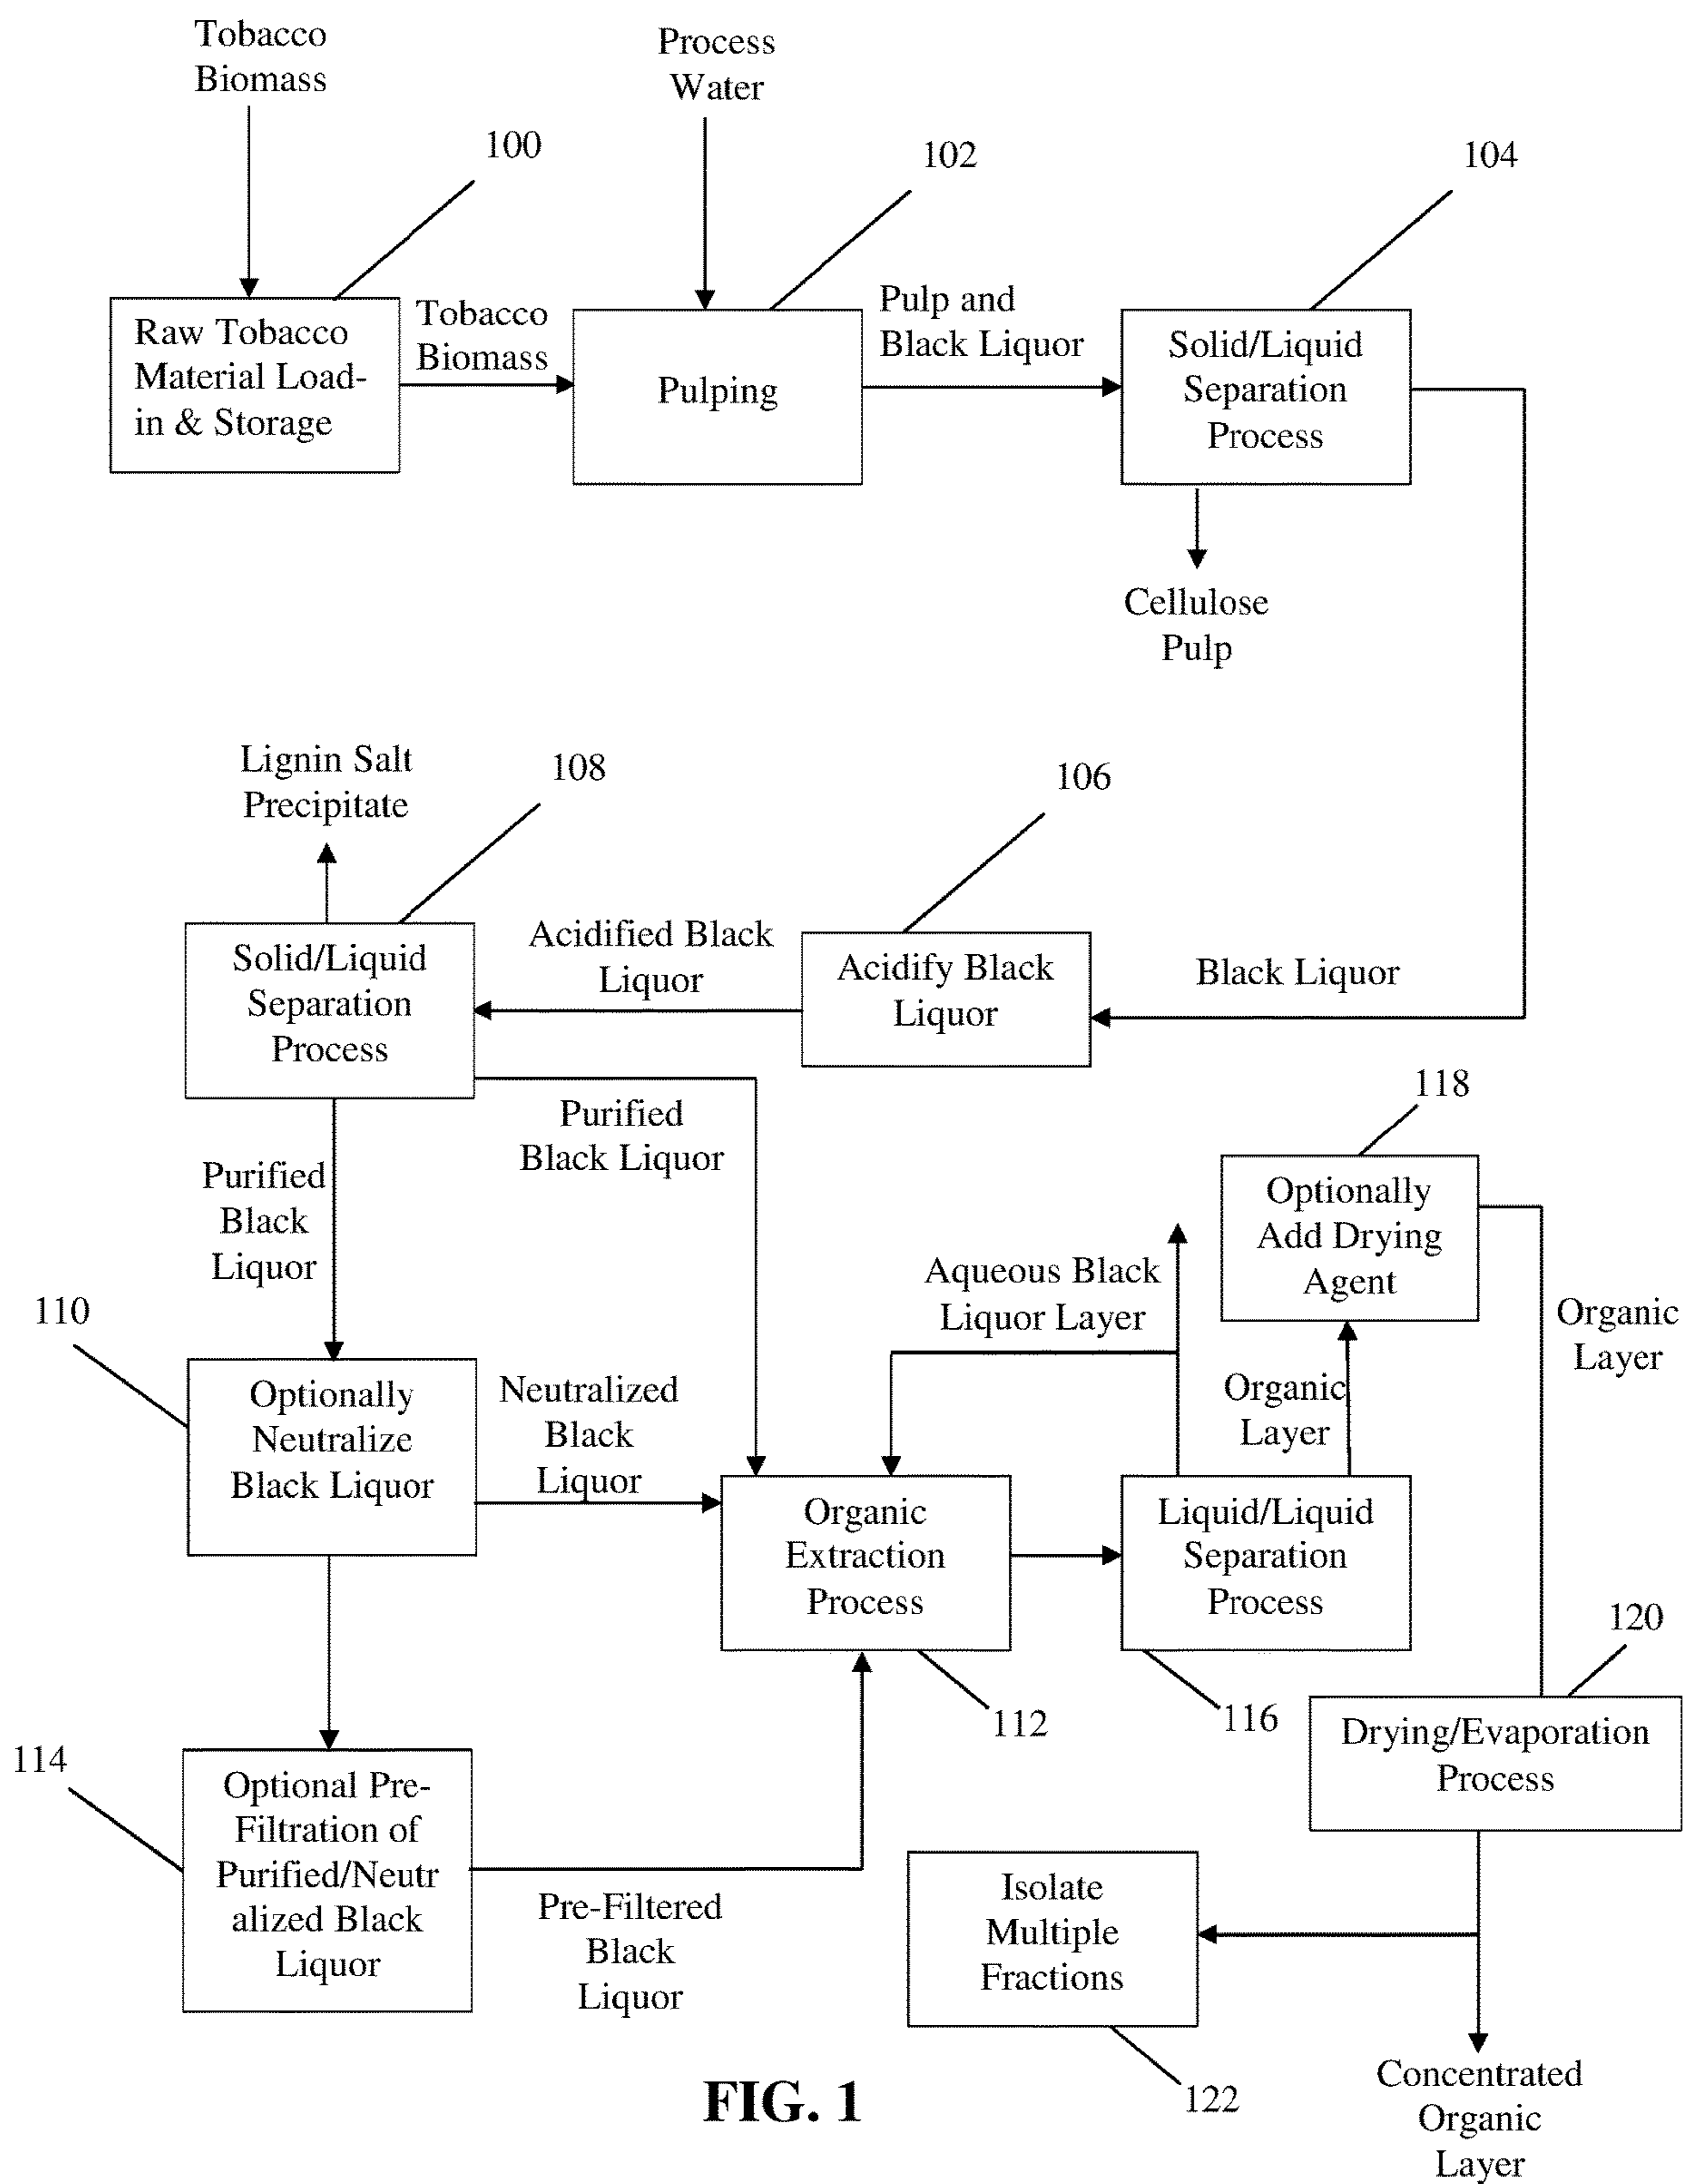 Tobacco
Biomass
Process
Water
100
102
104
Raw Tobacco
Material Load-
in & Storage
Tobacco
Biomass
Pulping
Pulp and
Black Liquor
Solid/Liquid
Separation
Process
Cellulose
Pulp
Lignin Salt
Precipitate
108
106
Solid/Liquid
Separation
Process
Acidified Black
Liquor
Acidify Black
Liquor
Black Liquor
Purified
Black Liquor
Purified
Black
Liquor
118
Optionally
Add Drying
Agent
Aqueous Black
Liquor Layer
Organic
Layer
Organic
Layer
110
Optionally
Neutralize
Black Liquor
Neutralized
Black
Liquor
Organic
Extraction
Process
Liquid/Liquid
Separation
Process
112
116
120
Drying/Evaporation
Process
114
Optional Pre-
Filtration of
Purified/Neutr
alized Black
Liquor
Pre-Filtered
Black
Liquor
Isolate
Multiple
Fractions
122
Concentrated
Organic
Layer
FIG. 1